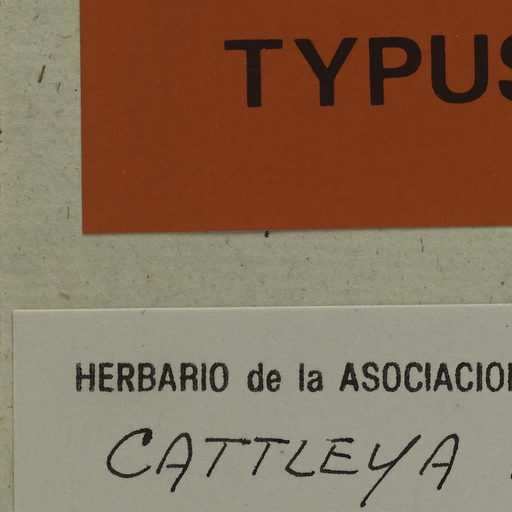 TYPUS
HERBARIO de la ASOCIACION
CATTLEYA